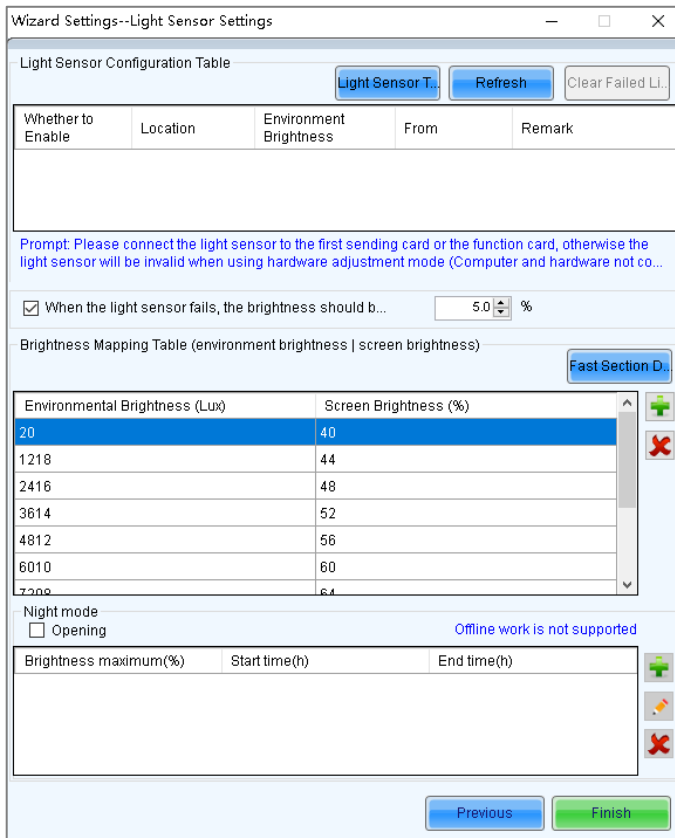 Wizard Settings--Light Sensor Settings
Light Sensor Configuration Table
Light Sensor T... Refresh Clear Failed Li..
Whether to Enable Location Environment Brightness From Remark
Prompt: Please connect the light sensor to the first sending card or the function card, otherwise the
light sensor will be invalid when using hardware adjustment mode (Computer and hardware not co...
When the light sensor fails, the brightness should b... 5.0 %
Brightness Mapping Table (environment brightness | screen brightness)
Fast Section D...
Environmental Brightness (Lux) Screen Brightness (%)
20 40
1218 44
2416 48
3614 52
4812 56
6010 60
7208 64
Night mode
Opening Offline work is not supported
Brightness maximum(%) Start time(h) End time(h)
Previous Finish